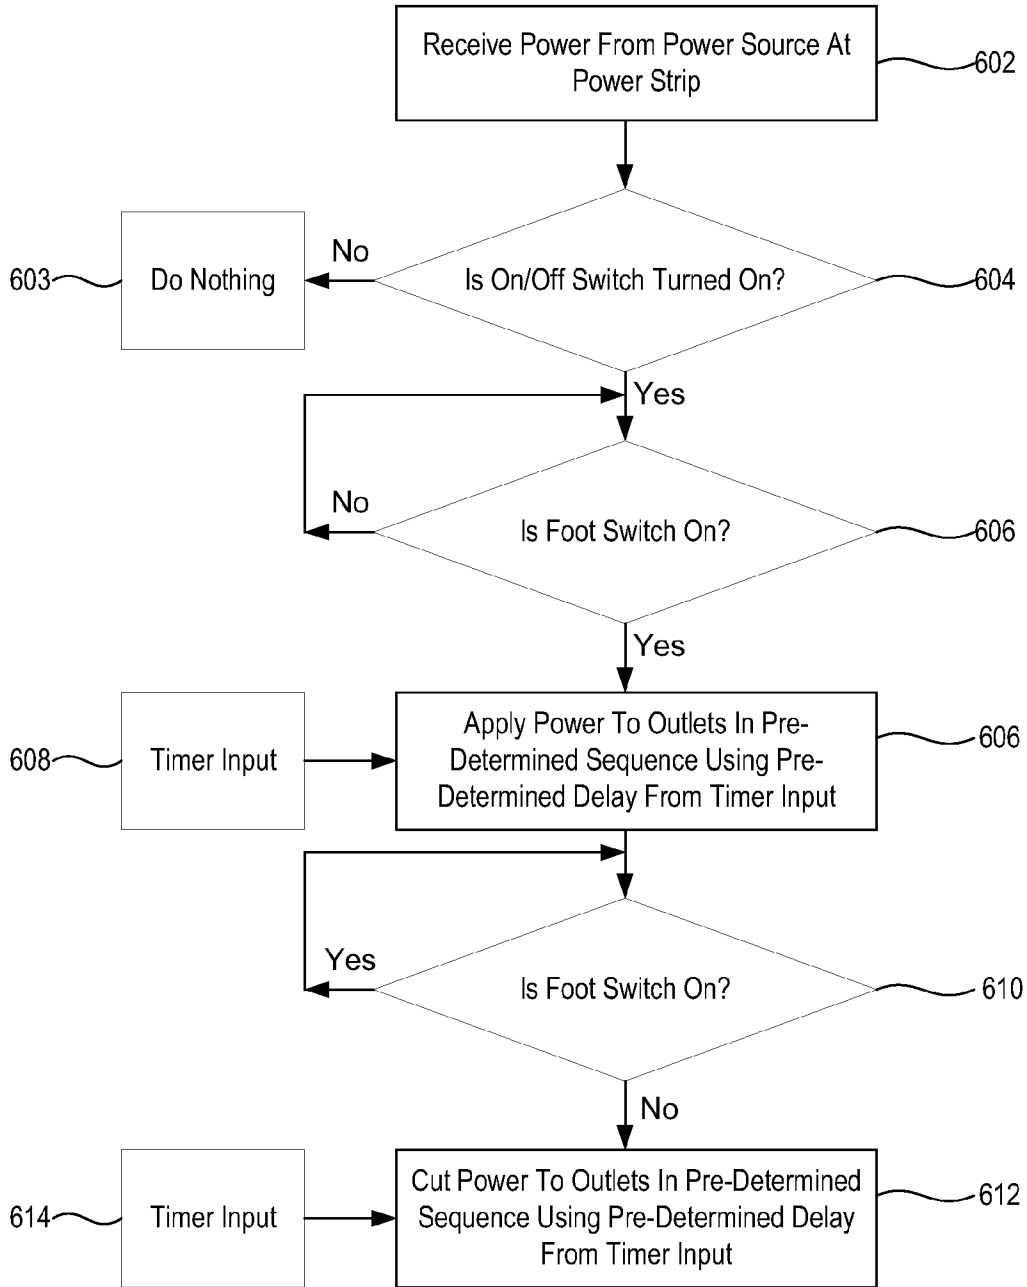 Receive Power From Power Source At
Power Strip
602
No
603
Do Nothing
Is On/Off Switch Turned On?
604
Yes
No
Is Foot Switch On?
606
Yes
608
Timer Input
Apply Power To Outlets In Pre-
Determined Sequence Using Pre-
Determined Delay From Timer Input
606
Yes
Is Foot Switch On?
610
No
614
Timer Input
Cut Power To Outlets In Pre-Determined
Sequence Using Pre-Determined Delay
From Timer Input
612